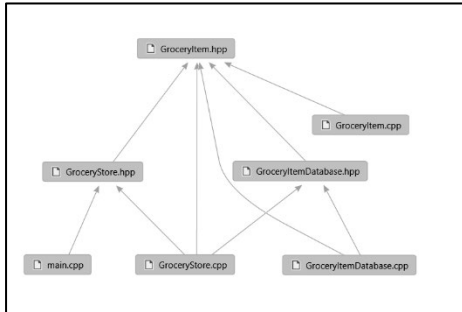 GroceryItem.hpp
GroceryItem.cpp
GroceryStore.hpp
GroceryItemDatabase.hpp
main.cpp
GroceryStore.cpp
GroceryItemDatabase.cpp